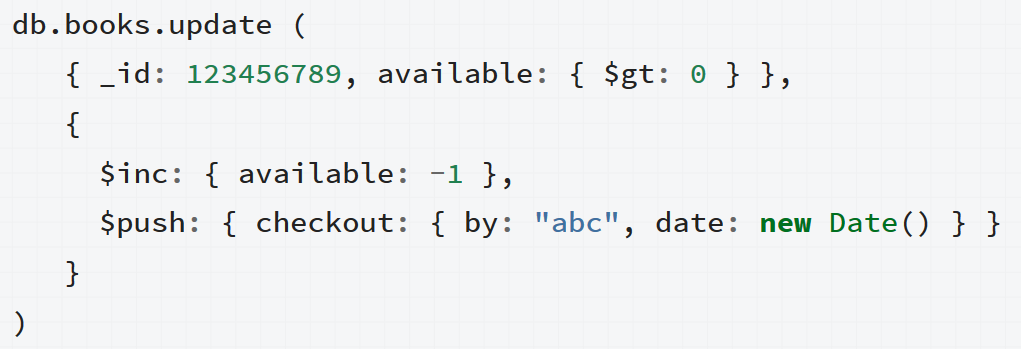 db.books.update (
   { _id: 123456789, available: { $gt: 0 } },
   {
     $inc: { available: -1 },
     $push: { checkout: { by: "abc", date: new Date() } }
   }
)